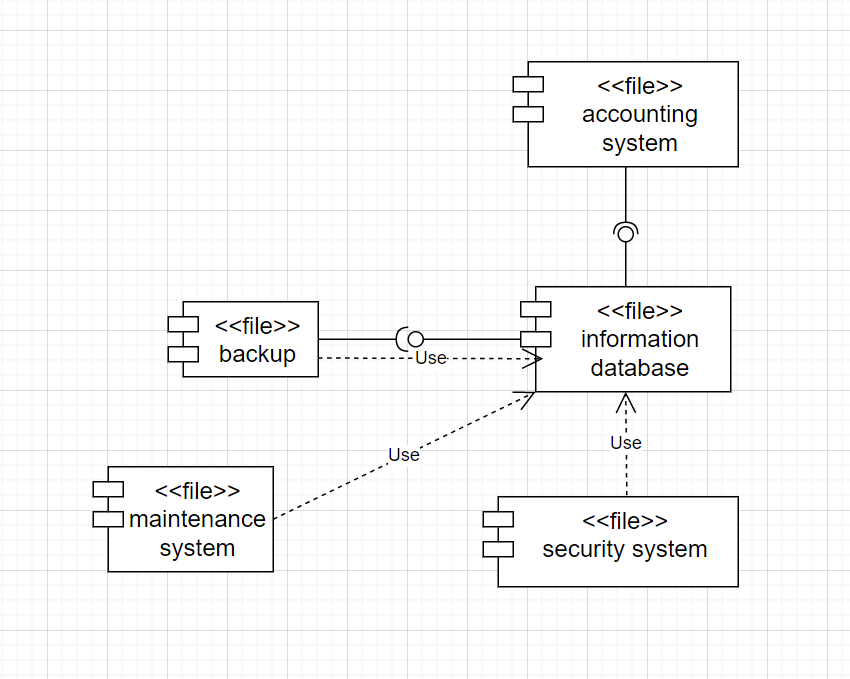 <<file>>
accounting
system
<<file>>
information
database
<<file>>
backup
Use
Use
Use
<<file>>
maintenance
system
<<file>>
security system